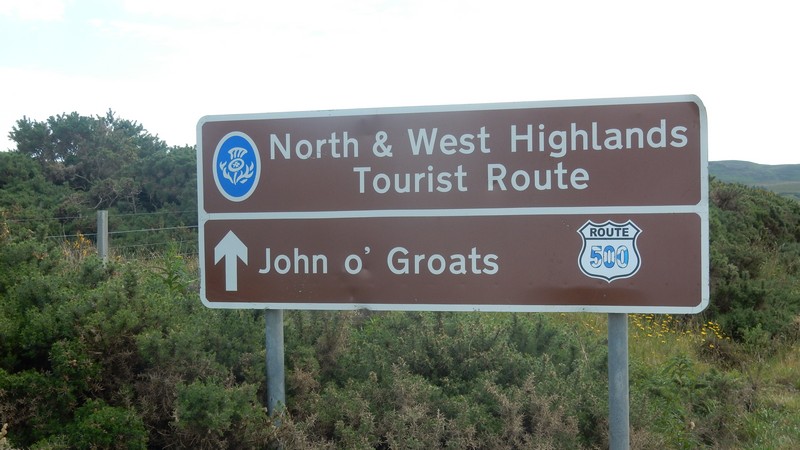 North & West Highlands
Tourist Route
John o' Groats
ROUTE
500